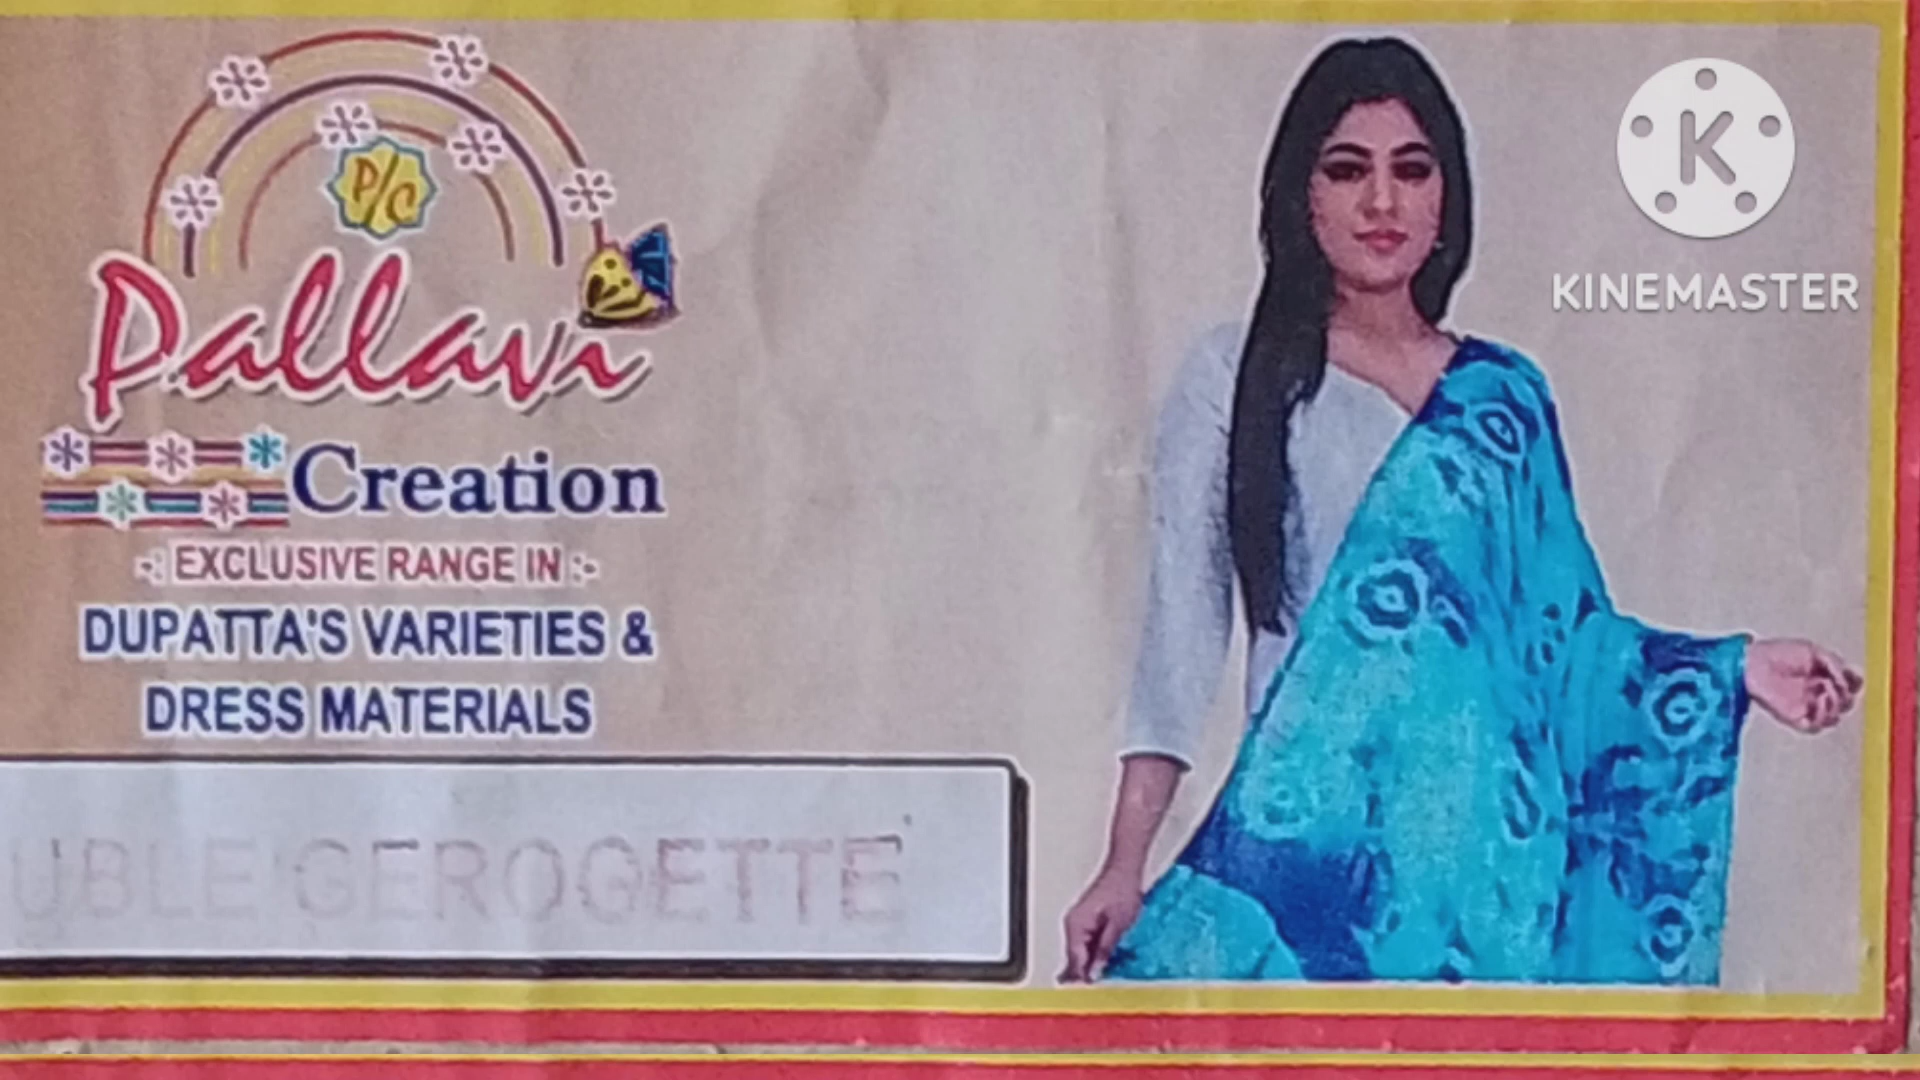 P/C
Pallavi
Creation
-: EXCLUSIVE RANGE IN :-
DUPATTA'S VARIETIES &
DRESS MATERIALS
UBLE GEROGETTE
K
KINEMASTER